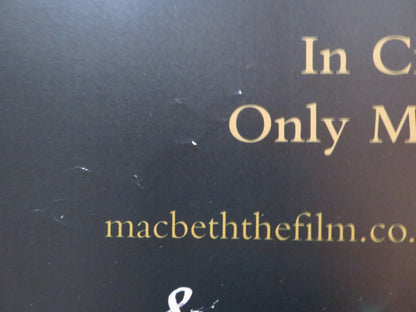 In C
Only M
macbeththefilm.co.
&